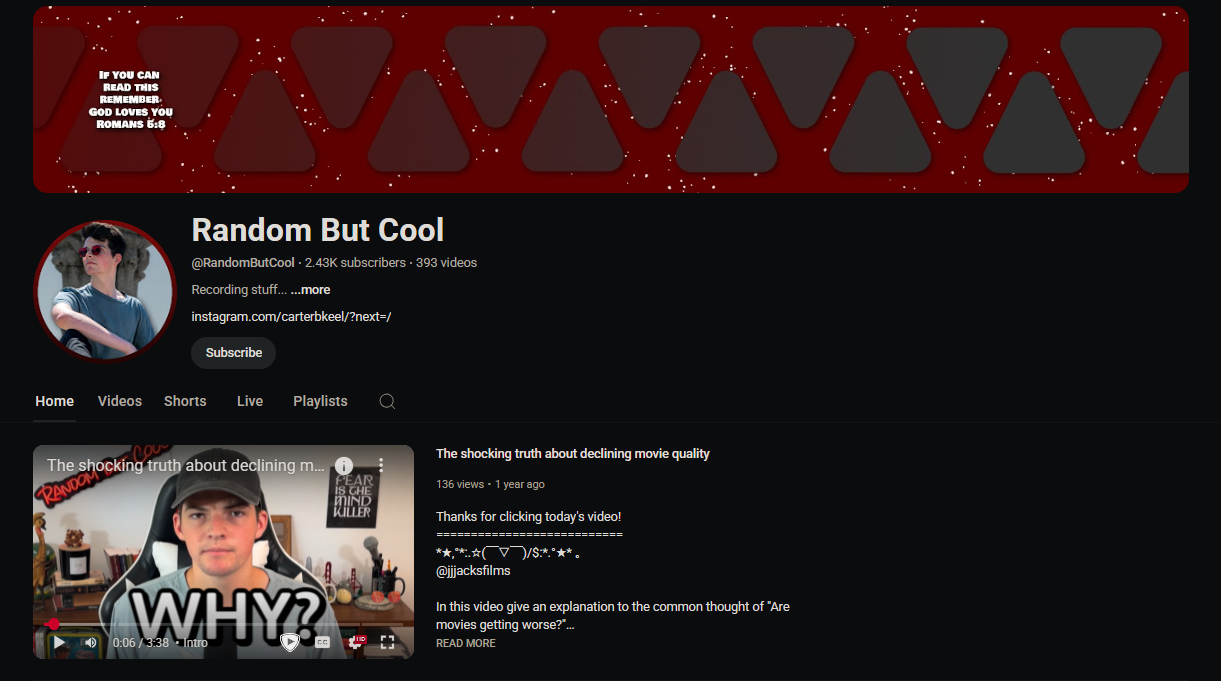 If you can
read this
remember
God loves you
Romans 5:8
Random But Cool
@RandomButCool · 2.43K subscribers · 393 videos
Recording stuff... ...more
instagram.com/carterbkeel/?next=/
Subscribe
Home Videos Shorts Live Playlists
The shocking truth about declining m...
RANDOM BUT COOL
FEAR
IS THE
MIND
KILLER
WHY?
0:06 / 3:38 • Intro
CC
HD
The shocking truth about declining movie quality
136 views • 1 year ago
Thanks for clicking today's video!
===========================
*★,°*:.☆(￣▽￣)/$:*.°★* 。
@jjjacksfilms
In this video give an explanation to the common thought of "Are
movies getting worse?"...
READ MORE